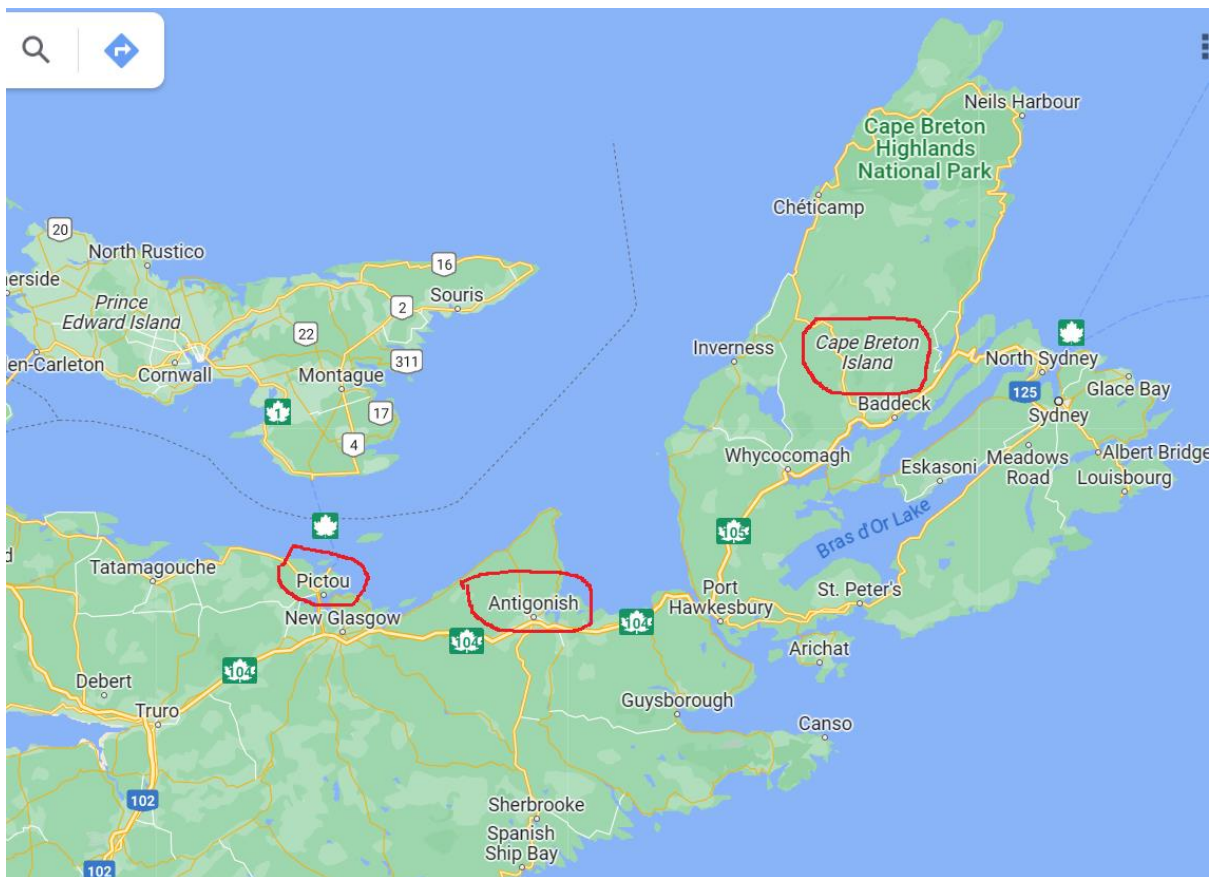 Neils Harbour
Cape Breton
Highlands
National Park
Chéticamp
20
North Rustico
16
nerside
Prince
Edward Island
Souris
2
22
311
Inverness
Cape Breton
Island
North Sydney
en-Carleton
Cornwall
Montague
Glace Bay
125
Baddeck
Sydney
1
17
4
Whycocomagh
Eskasoni
Meadows
Road
Albert Bridge
Louisbourg
105
Bras d'Or Lake
d
Tatamagouche
Pictou
Antigonish
Port
Hawkesbury
St. Peter's
New Glasgow
104
104
104
Arichat
Debert
Guysborough
Truro
Canso
102
Sherbrooke
Spanish
Ship Bay
102